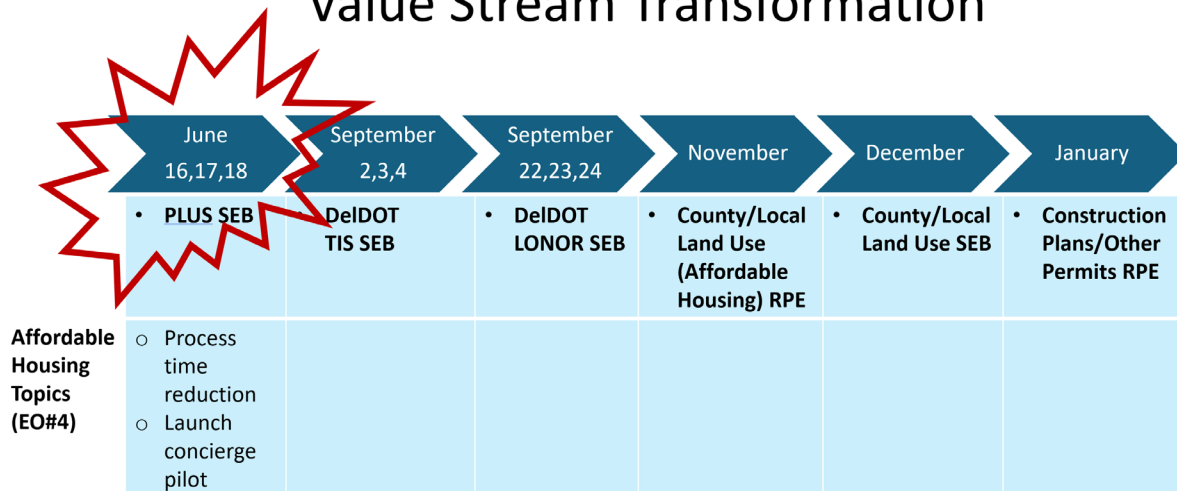 Value Stream Transformation
June
16,17,18
September
2,3,4
September
22,23,24
November
December
January
• PLUS SEB
• DelDOT
TIS SEB
• DelDOT
LONOR SEB
• County/Local
Land Use
(Affordable
Housing) RPE
• County/Local
Land Use SEB
• Construction
Plans/Other
Permits RPE
Affordable
Housing
Topics
(EO#4)
o Process
time
reduction
o Launch
concierge
pilot